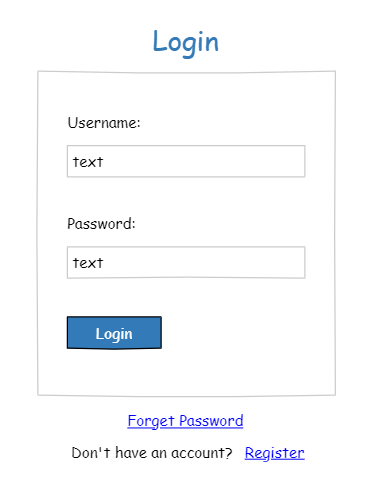 Login
Username:
text
Password:
text
Login
Forget Password
Don't have an account? Register